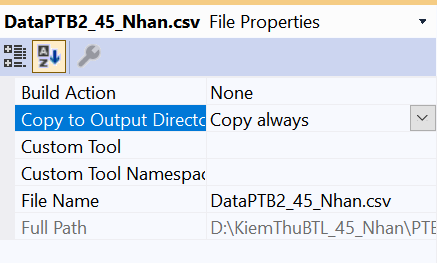 DataPTB2_45_Nhan.csv File Properties
Build Action None
Copy to Output Directo Copy always
Custom Tool
Custom Tool Namespac
File Name DataPTB2_45_Nhan.csv
Full Path D:\KiemThuBTL_45_Nhan\PTB